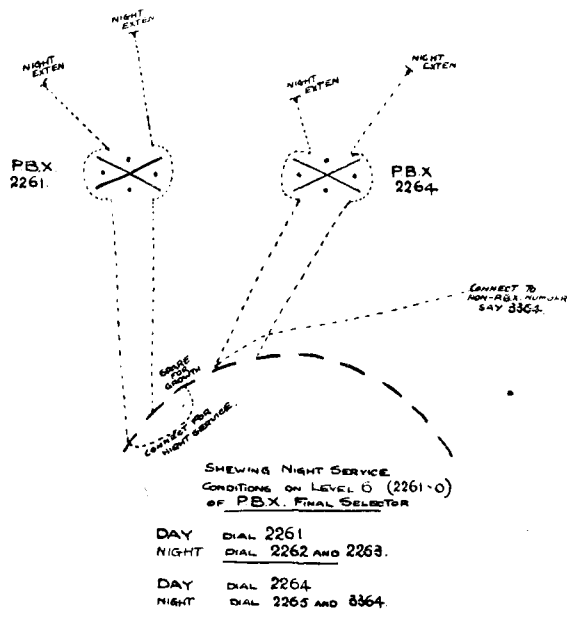 NIGHT
EXTEN
NIGHT
EXTEN
NIGHT
EXTEN
NIGHT
EXTEN
P.B.X.
2261.
P.B.X
2264.
CONNECT TO
NON-P.B.X. NUMBER
SAY 3364.
SPARE
FOR
GROWTH
CONNECT FOR
NIGHT SERVICE.
SHEWING NIGHT SERVICE
CONDITIONS ON LEVEL 6 (2261-0)
OF P.B.X. FINAL SELECTOR
DAY DIAL 2261
NIGHT DIAL 2262 AND 2263.
DAY DIAL 2264
NIGHT DIAL 2265 AND 3364.